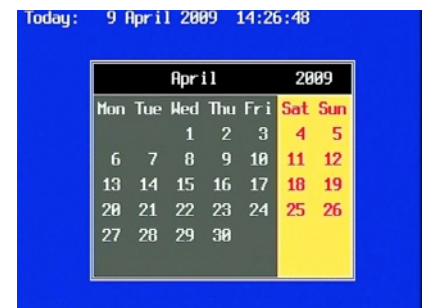 Today: 9 April 2009 14:26:48
April 2009
Mon Tue Wed Thu Fri Sat Sun
1 2 3 4 5
6 7 8 9 10 11 12
13 14 15 16 17 18 19
20 21 22 23 24 25 26
27 28 29 30